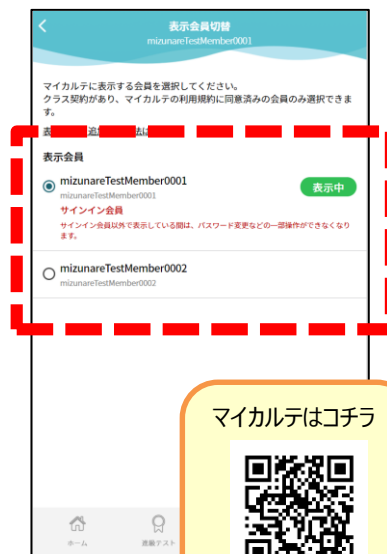 表示会員切替
mizunareTestMember0001
マイカルテに表示する会員を選択してください。
クラス契約があり、マイカルテの利用規約に同意済みの会員のみ選択できま
す。
表示会員
mizunareTestMember0001
表示中
mizunareTestMember0001
サインイン会員
サインイン会員以外で表示している間は、パスワード変更などの一部操作ができなくなり
ます。
mizunareTestMember0002
mizunareTestMember0002
マイカルテはコチラ
ホーム
進級テスト